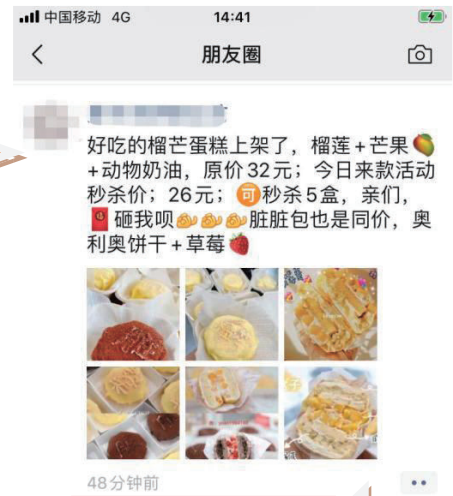 中国移动 4G 14:41
朋友圈
好吃的榴芒蛋糕上架了，榴莲+芒果🥭
+动物奶油，原价32元；今日来款活动
秒杀价；26元；🉑秒杀5盒，亲们，
🧧砸我呗💪💪💪脏脏包也是同价，奥
利奥饼干+草莓🍓
48分钟前